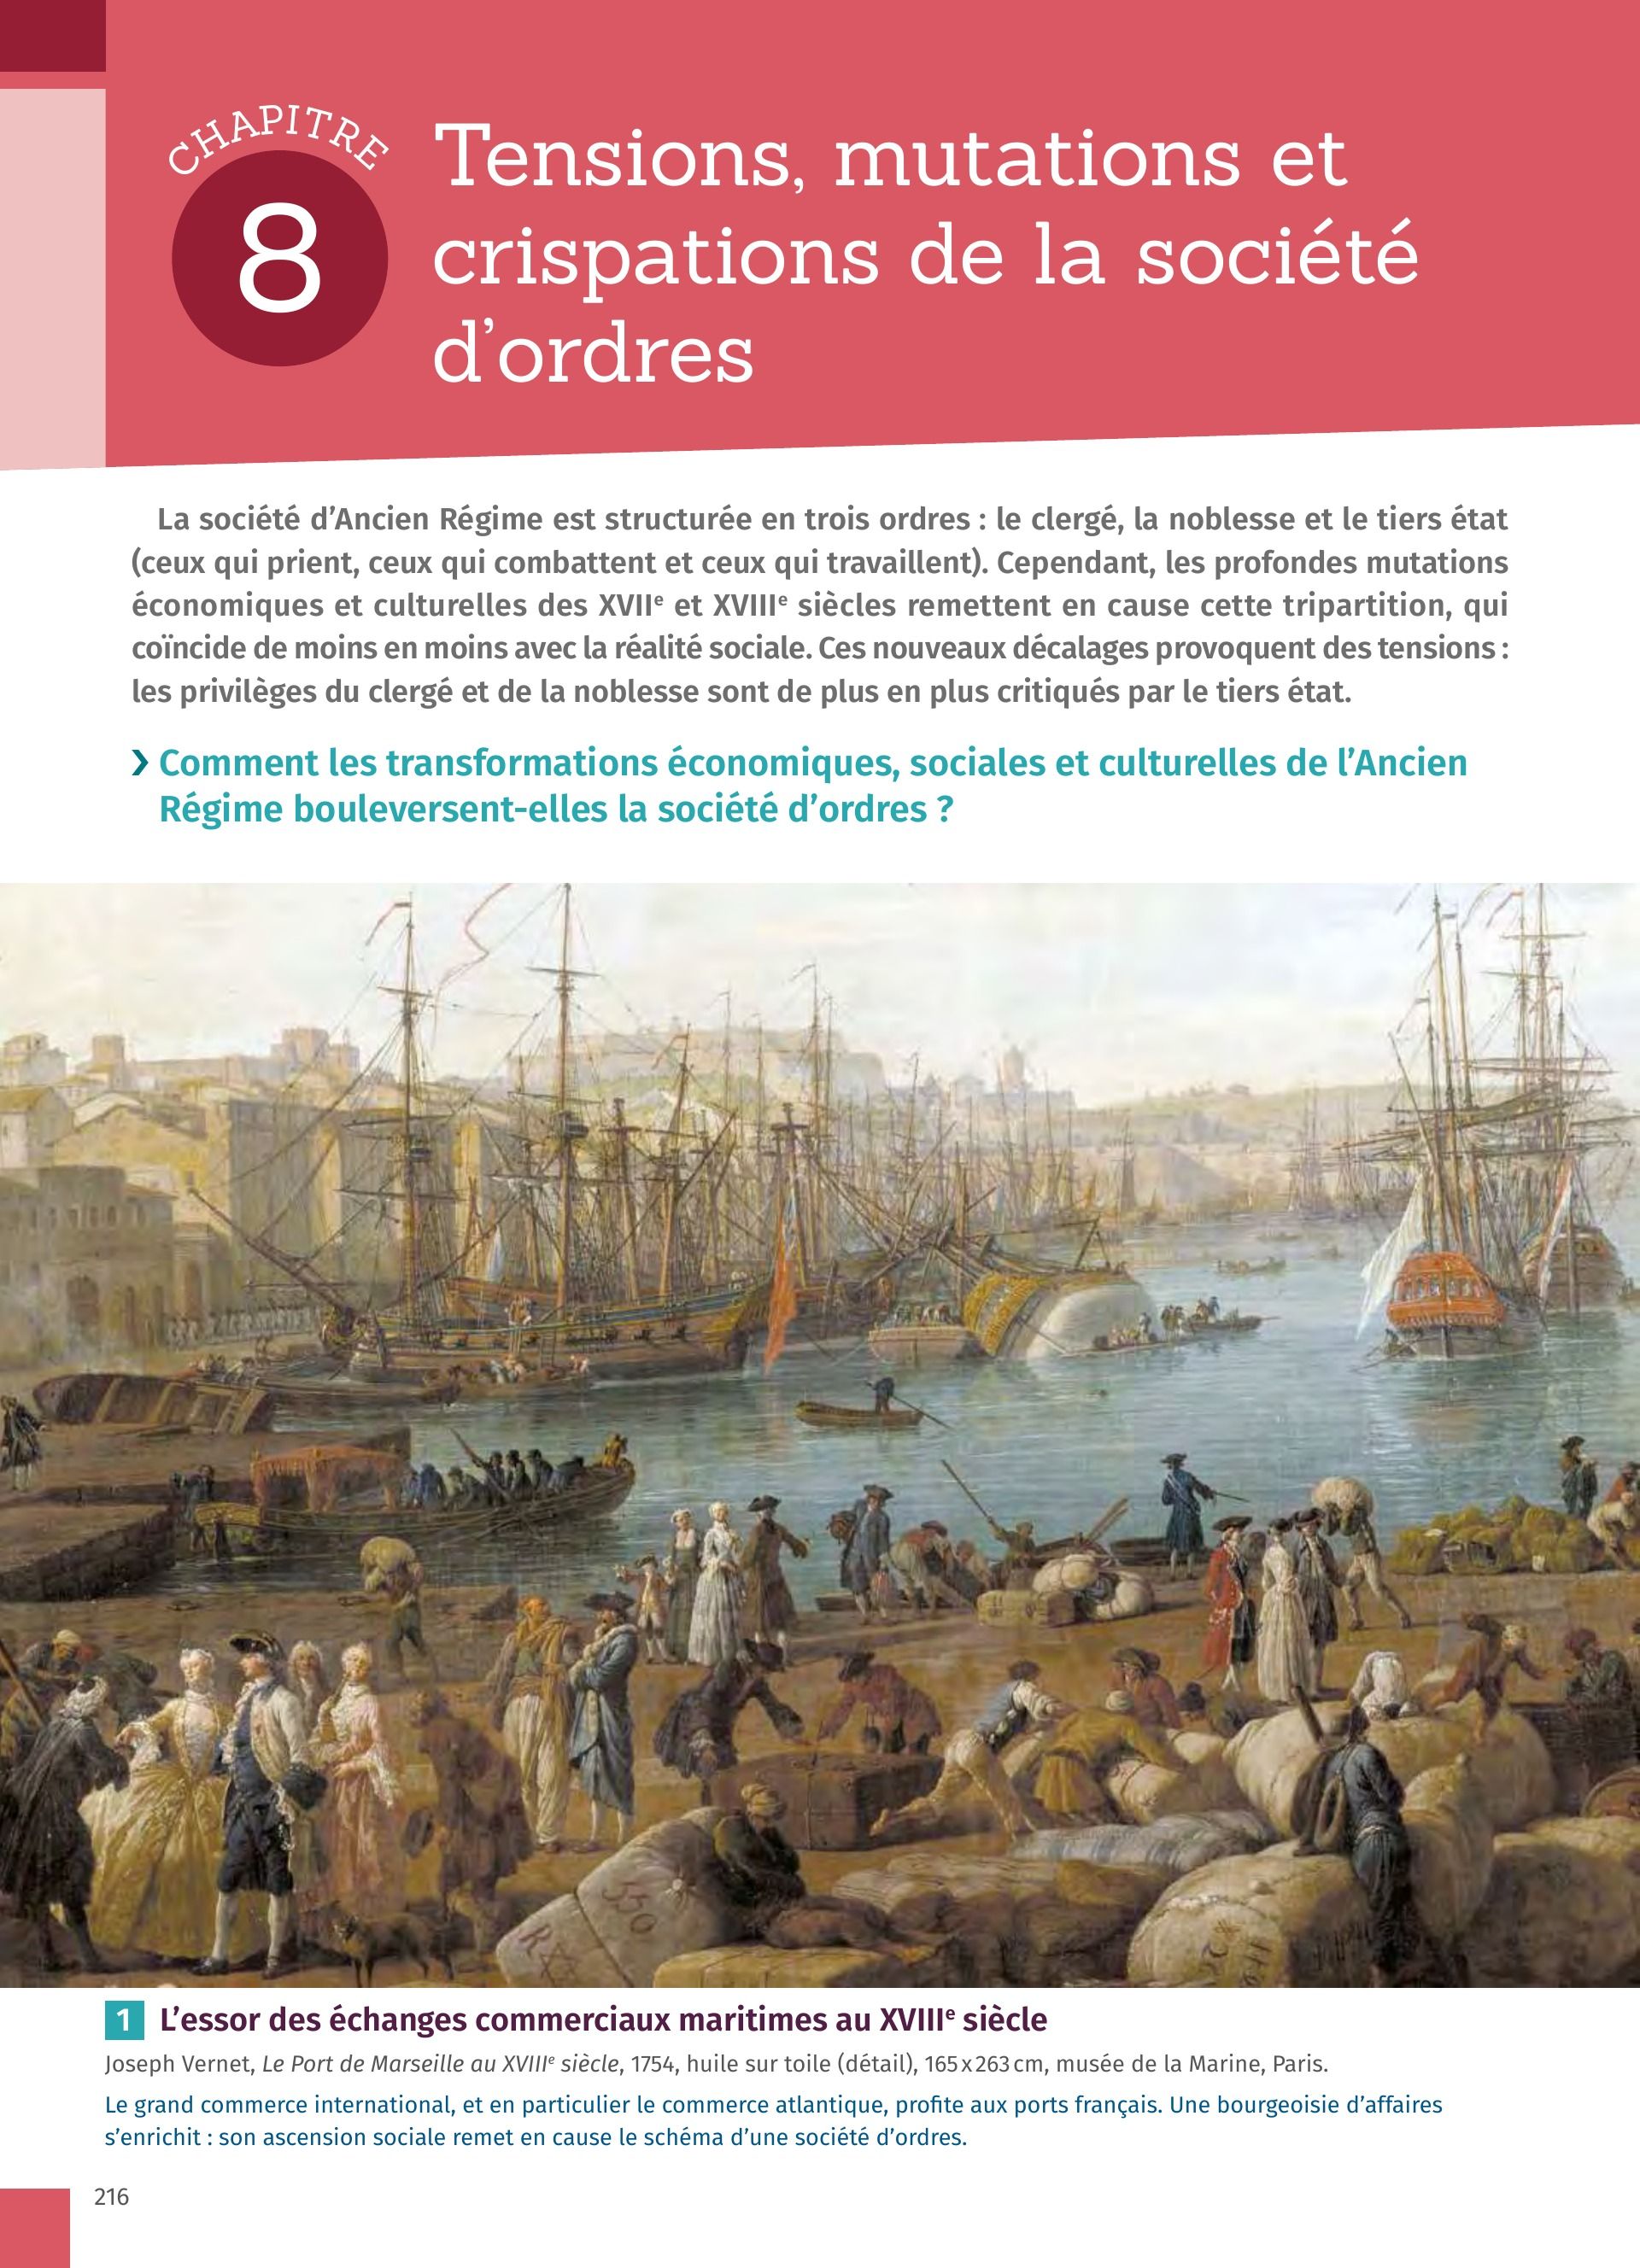 CHAPITRE
8
Tensions, mutations et
crispations de la société
d'ordres
La société d'Ancien Régime est structurée en trois ordres : le clergé, la noblesse et le tiers état
(ceux qui prient, ceux qui combattent et ceux qui travaillent). Cependant, les profondes mutations
économiques et culturelles des XVIIe et XVIIIe siècles remettent en cause cette tripartition, qui
coïncide de moins en moins avec la réalité sociale. Ces nouveaux décalages provoquent des tensions :
les privilèges du clergé et de la noblesse sont de plus en plus critiqués par le tiers état.
› Comment les transformations économiques, sociales et culturelles de l'Ancien
Régime bouleversent-elles la société d'ordres ?
550
R
1 L'essor des échanges commerciaux maritimes au XVIIIe siècle
Joseph Vernet, Le Port de Marseille au XVIIIe siècle, 1754, huile sur toile (détail), 165 x 263 cm, musée de la Marine, Paris.
Le grand commerce international, et en particulier le commerce atlantique, profite aux ports français. Une bourgeoisie d'affaires
s'enrichit : son ascension sociale remet en cause le schéma d'une société d'ordres.
216